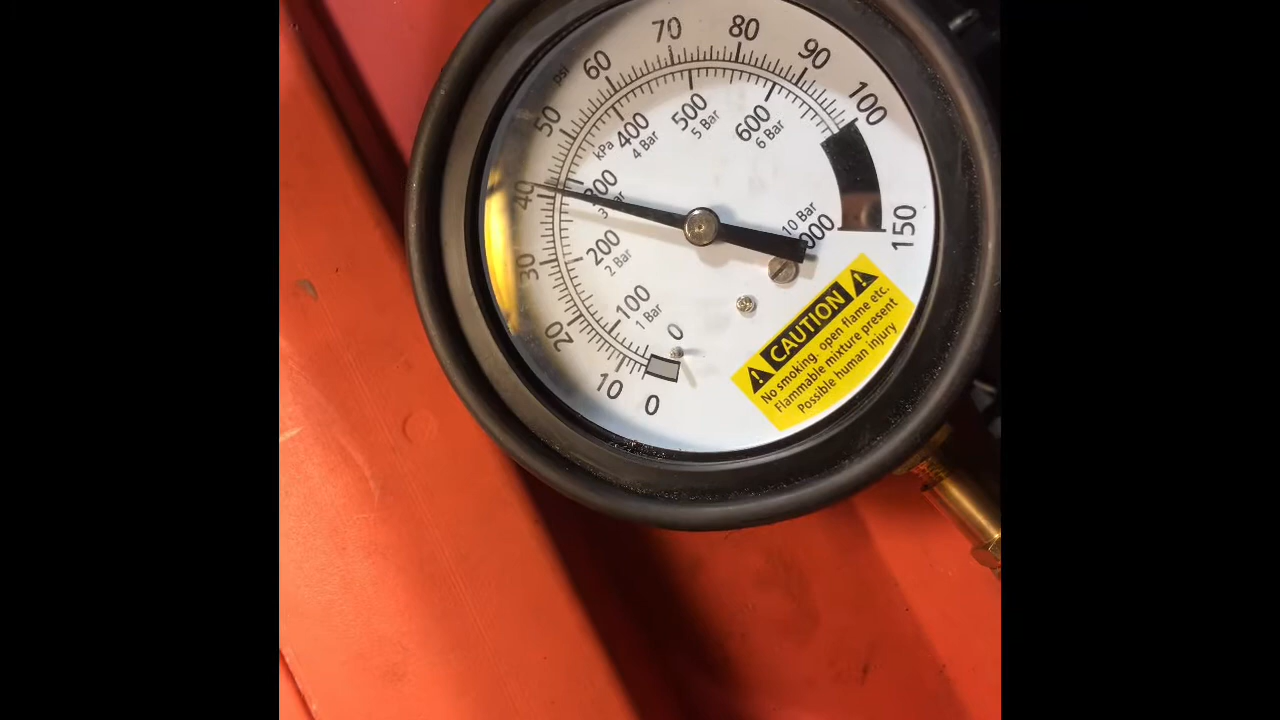 psi
0
10
20
30
40
50
60
70
80
90
100
150
kPa
0
100
1 Bar
200
2 Bar
300
400
4 Bar
500
5 Bar
600
6 Bar
10 Bar
CAUTION
No smoking. open flame etc.
Flammable mixture present
Possible human injury